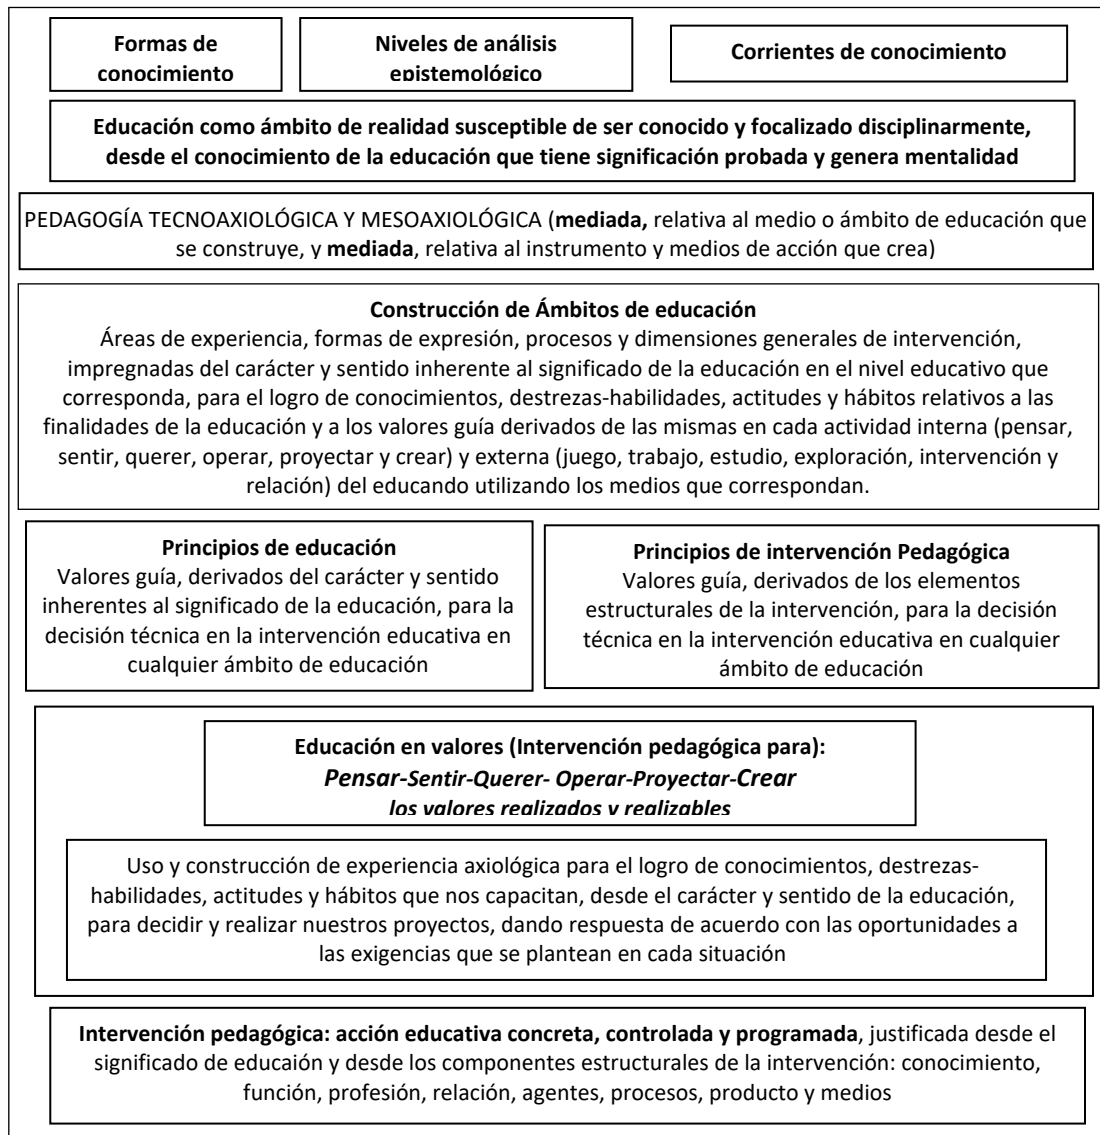 Formas de
conocimiento
Niveles de análisis
epistemológico
Corrientes de conocimiento
Educación como ámbito de realidad susceptible de ser conocido y focalizado disciplinarmente,
desde el conocimiento de la educación que tiene significación probada y genera mentalidad
PEDAGOGÍA TECNOAXIOLÓGICA Y MESOAXIOLÓGICA (mediada, relativa al medio o ámbito de educación que
se construye, y mediada, relativa al instrumento y medios de acción que crea)
Construcción de Ámbitos de educación
Áreas de experiencia, formas de expresión, procesos y dimensiones generales de intervención,
impregnadas del carácter y sentido inherente al significado de la educación en el nivel educativo que
corresponda, para el logro de conocimientos, destrezas-habilidades, actitudes y hábitos relativos a las
finalidades de la educación y a los valores guía derivados de las mismas en cada actividad interna (pensar,
sentir, querer, operar, proyectar y crear) y externa (juego, trabajo, estudio, exploración, intervención y
relación) del educando utilizando los medios que correspondan.
Principios de educación
Valores guía, derivados del carácter y sentido
inherentes al significado de la educación, para la
decisión técnica en la intervención educativa en
cualquier ámbito de educación
Principios de intervención Pedagógica
Valores guía, derivados de los elementos
estructurales de la intervención, para la decisión
técnica en la intervención educativa en cualquier
ámbito de educación
Educación en valores (Intervención pedagógica para):
Pensar-Sentir-Querer- Operar-Proyectar-Crear
los valores realizados y realizables
Uso y construcción de experiencia axiológica para el logro de conocimientos, destrezas-
habilidades, actitudes y hábitos que nos capacitan, desde el carácter y sentido de la educación,
para decidir y realizar nuestros proyectos, dando respuesta de acuerdo con las oportunidades a
las exigencias que se plantean en cada situación
Intervención pedagógica: acción educativa concreta, controlada y programada, justificada desde el
significado de educaión y desde los componentes estructurales de la intervención: conocimiento,
función, profesión, relación, agentes, procesos, producto y medios